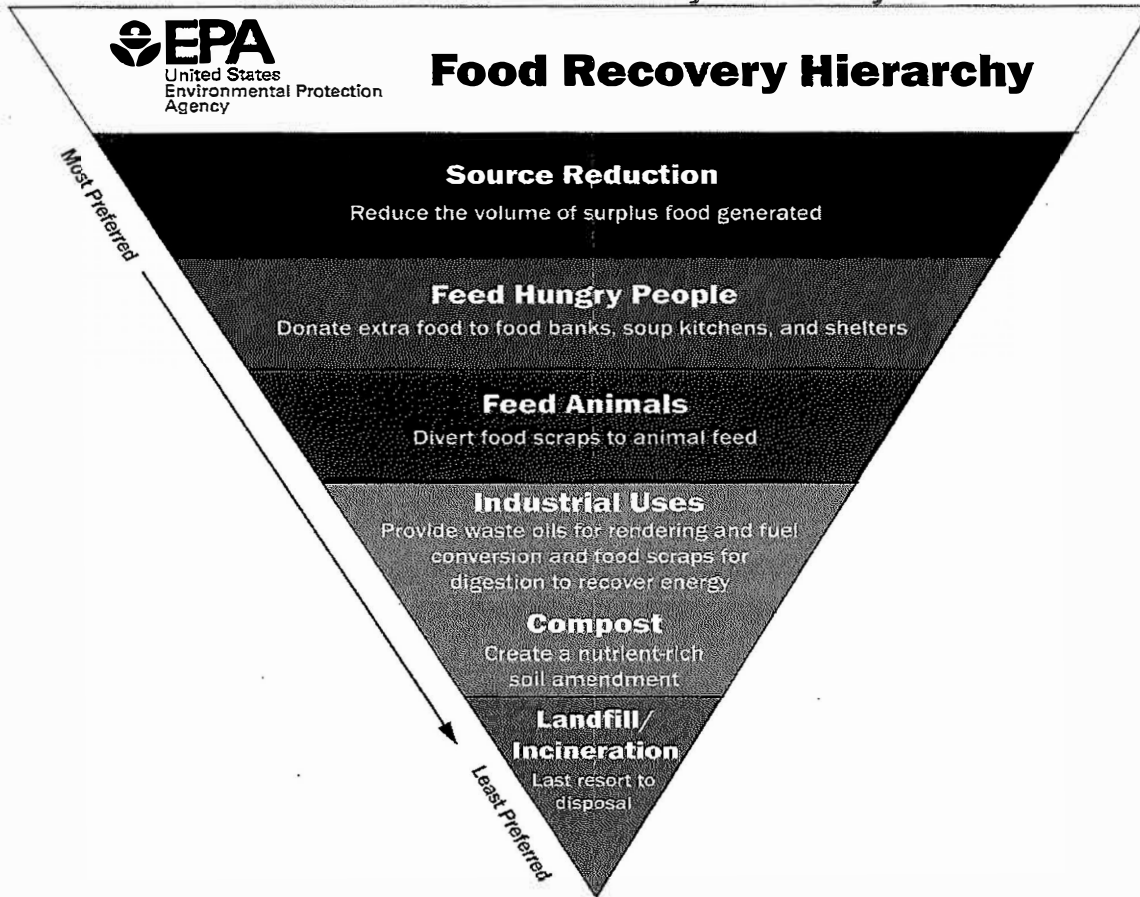 EPA
United States
Environmental Protection
Agency
Food Recovery Hierarchy
Most Preferred
Source Reduction
Reduce the volume of surplus food generated
Feed Hungry People
Donate extra food to food banks, soup kitchens, and shelters
Feed Animals
Divert food scraps to animal feed
Industrial Uses
Provide waste oils for rendering and fuel
conversion and food scraps for
digestion to recover energy
Compost
Create a nutrient-rich
soil amendment
Landfill/
Incineration
Last resort to
disposal
Least Preferred